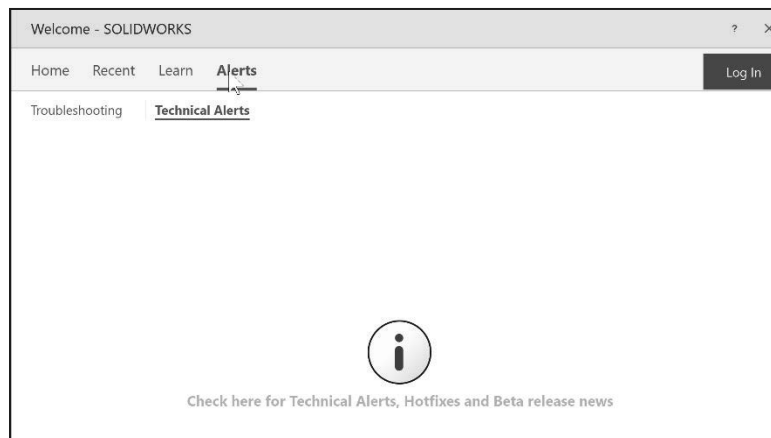 Welcome - SOLIDWORKS ? ×
Home Recent Learn Alerts Log In
Troubleshooting Technical Alerts
i
Check here for Technical Alerts, Hotfixes and Beta release news